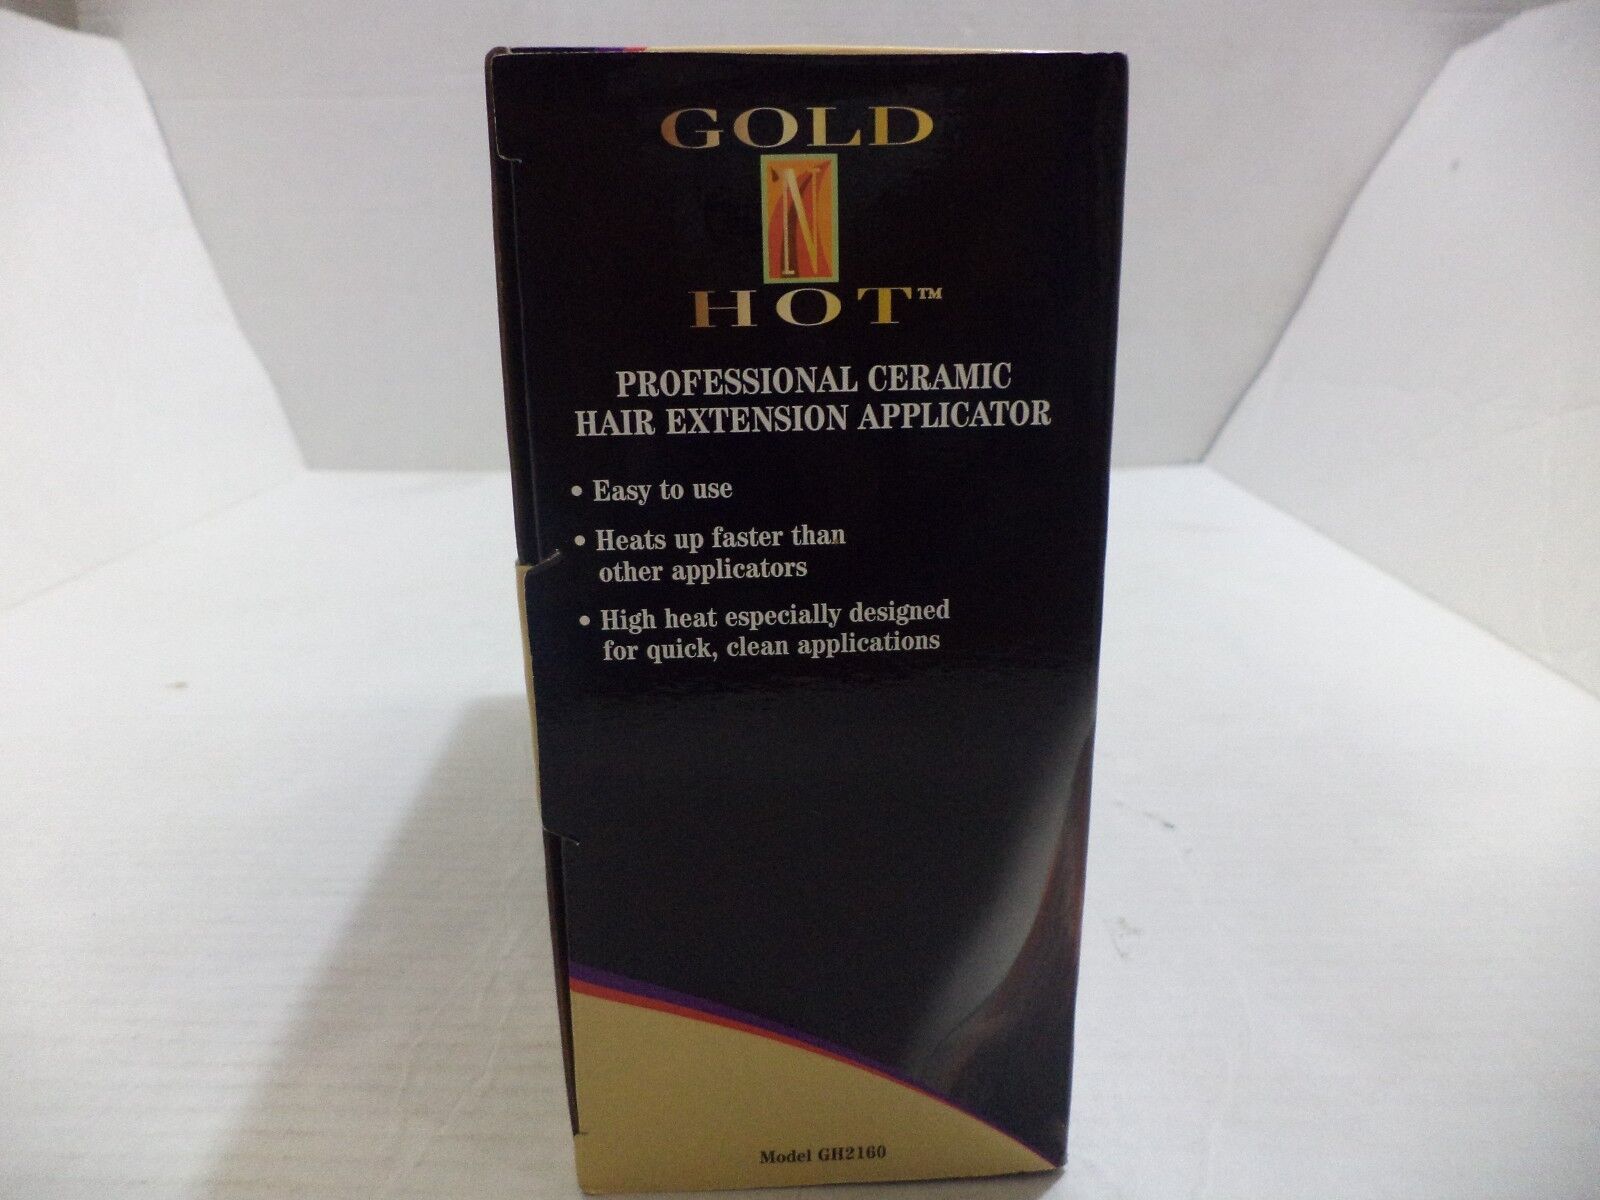 GOLD
N
HOT™
PROFESSIONAL CERAMIC
HAIR EXTENSION APPLICATOR
• Easy to use
• Heats up faster than
other applicators
• High heat especially designed
for quick, clean applications
Model GH2160